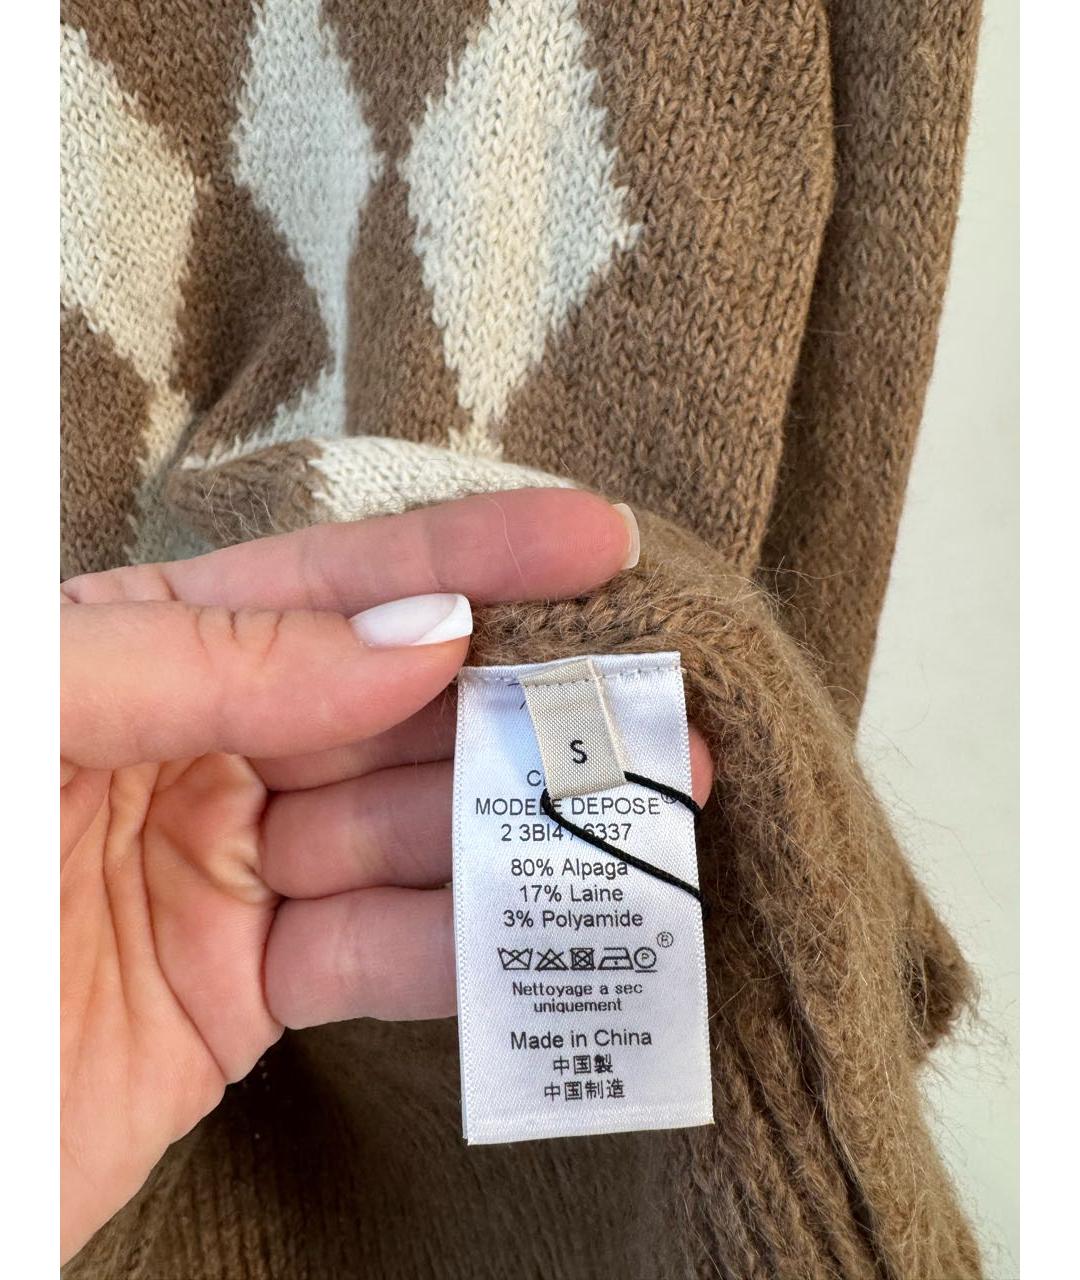 S
MODELE DEPOSE®
80% Alpaga
17% Laine
3% Polyamide
®
P
Nettoyage a sec
uniquement
Made in China
中国製
中国制造